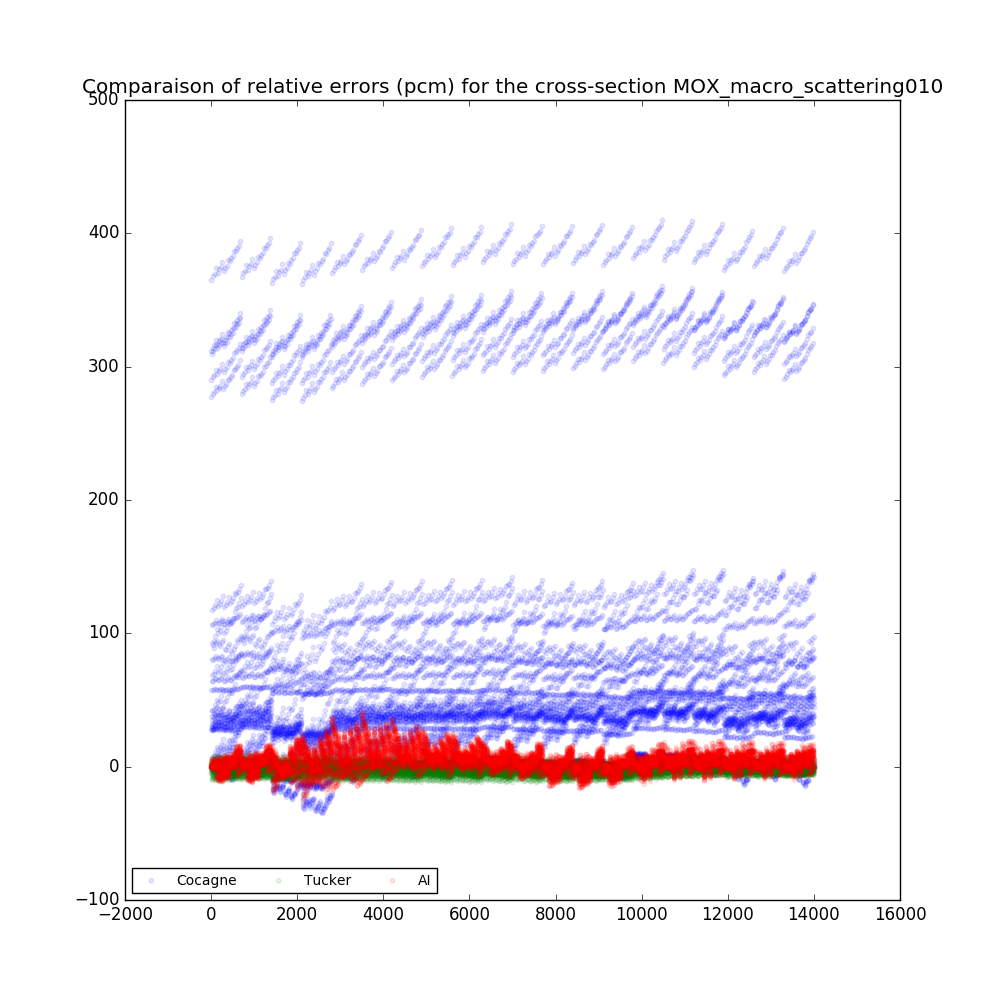 Comparaison of relative errors (pcm) for the cross-section MOX_macro_scattering010
500
400
300
200
100
0
−100
−2000 0 2000 4000 6000 8000 10000 12000 14000 16000
Cocagne Tucker AI